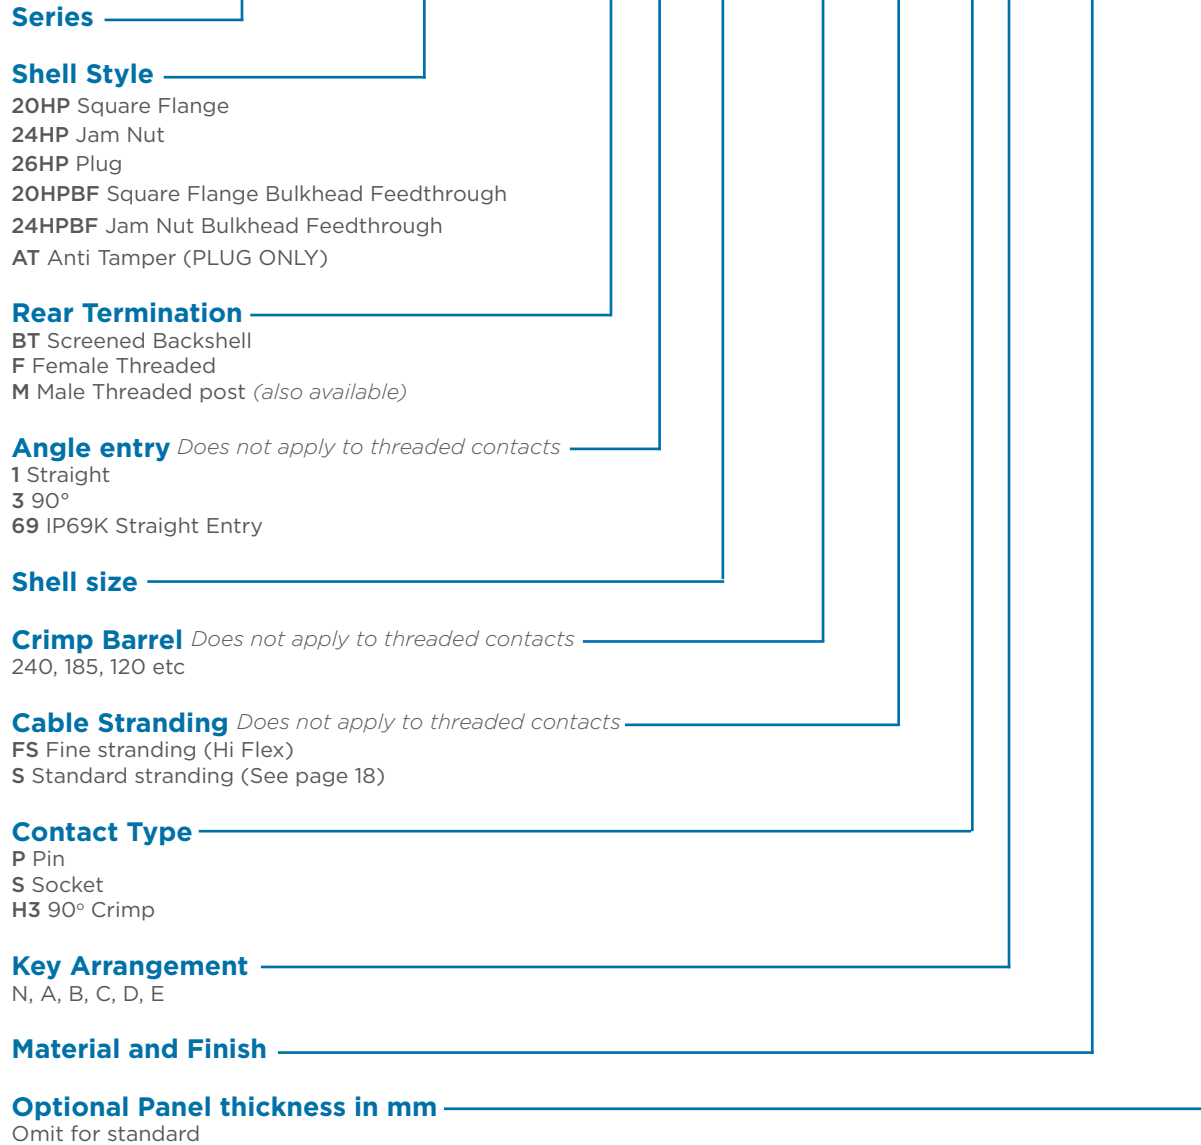 Series
Shell Style
20HP Square Flange
24HP Jam Nut
26HP Plug
20HPBF Square Flange Bulkhead Feedthrough
24HPBF Jam Nut Bulkhead Feedthrough
AT Anti Tamper (PLUG ONLY)
Rear Termination
BT Screened Backshell
F Female Threaded
M Male Threaded post (also available)
Angle entry Does not apply to threaded contacts
1 Straight
3 90°
69 IP69K Straight Entry
Shell size
Crimp Barrel Does not apply to threaded contacts
240, 185, 120 etc
Cable Stranding Does not apply to threaded contacts
FS Fine stranding (Hi Flex)
S Standard stranding (See page 18)
Contact Type
P Pin
S Socket
H3 90° Crimp
Key Arrangement
N, A, B, C, D, E
Material and Finish
Optional Panel thickness in mm
Omit for standard